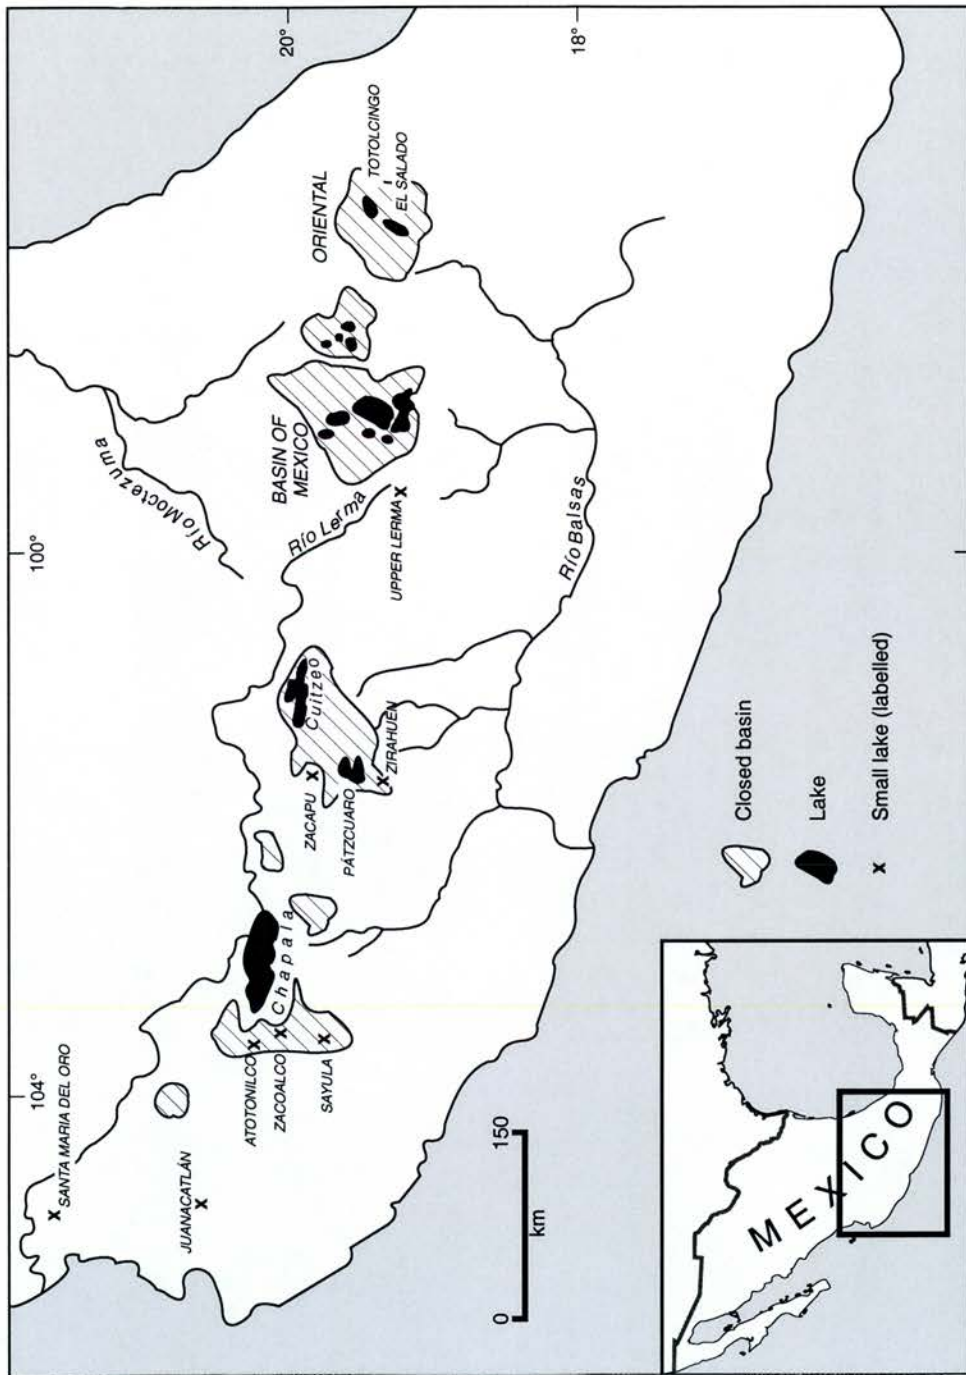 104°
100°
20°
18°
SANTA MARIA DEL ORO
JUANACATLÁN
ATOTONILCO
ZACOALCO
SAYULA
Chapala
ZACAPU
PÁTZCUARO
ZIRAHUEN
Cuitzeo
Río Moctezuma
Río Lerma
UPPER LERMA
BASIN OF
MEXICO
ORIENTAL
TOTOLCINGO
EL SALADO
Río Balsas
0
150
km
MEXICO
Closed basin
Lake
x Small lake (labelled)